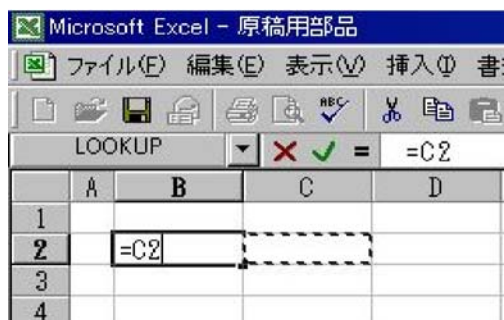 Microsoft Excel - 原稿用部品
ファイル(F) 編集(E) 表示(V) 挿入(I) 書
ABC
LOOKUP = =C2
A B C D
1
2 =C2
3
4